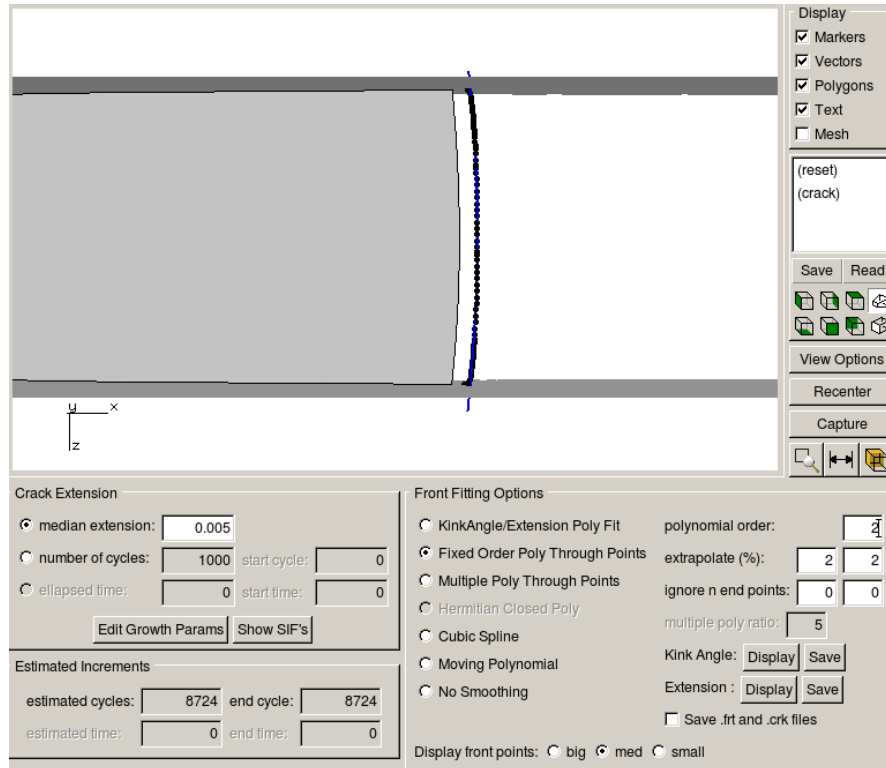 Display
Markers
Vectors
Polygons
Text
Mesh
(reset)
(crack)
Save Read
View Options
Recenter
Capture
y x
z
Crack Extension
median extension: 0.005
number of cycles: 1000 start cycle: 0
ellapsed time: 0 start time: 0
Edit Growth Params Show SIF's
Estimated Increments
estimated cycles: 8724 end cycle: 8724
estimated time: 0 end time: 0
Front Fitting Options
KinkAngle/Extension Poly Fit
Fixed Order Poly Through Points
Multiple Poly Through Points
Hermitian Closed Poly
Cubic Spline
Moving Polynomial
No Smoothing
polynomial order: 2
extrapolate (%): 2 2
ignore n end points: 0 0
multiple poly ratio: 5
Kink Angle: Display Save
Extension : Display Save
Save .frt and .crk files
Display front points: big med small